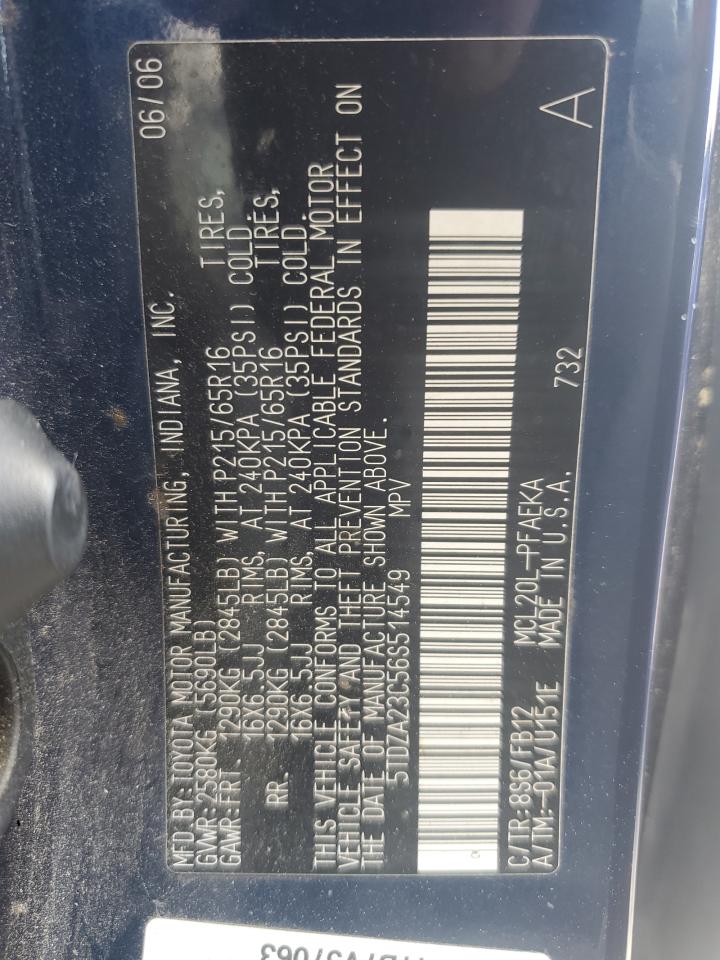 MFD.BY:TOYOTA MOTOR MANUFACTURING, INDIANA, INC. 06/06
GVWR:2580KG (5690LB)
GAWR:FRT. 1290KG (2845LB) WITH P215/65R16 TIRES,
16X6.5JJ RIMS, AT 240KPA (35PSI) COLD.
RR. 1290KG (2845LB) WITH P215/65R16 TIRES,
16X6.5JJ RIMS, AT 240KPA (35PSI) COLD.
THIS VEHICLE CONFORMS TO ALL APPLICABLE FEDERAL MOTOR
VEHICLE SAFETY AND THEFT PREVENTION STANDARDS IN EFFECT ON
THE DATE OF MANUFACTURE SHOWN ABOVE.
5TDZA23C56S514549 MPV
C/TR:8S6/FB12 MCL20L-PFAEKA 732 A
A/TM:-01A/U151E MADE IN U.S.A.